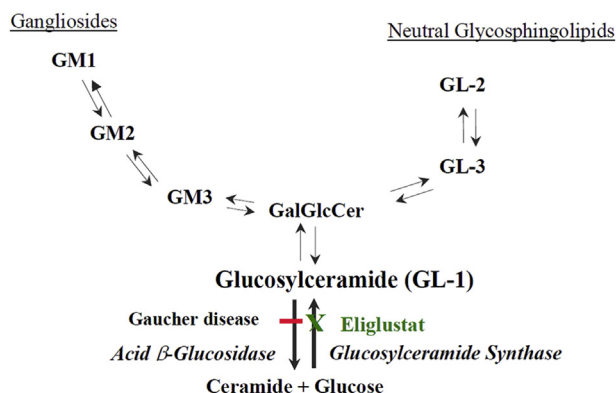 Gangliosides
Neutral Glycosphingolipids
GM1
GL-2
GM2
GL-3
GM3
GalGlcCer
Glucosylceramide (GL-1)
Gaucher disease
X Eliglustat
Acid β-Glucosidase
Glucosylceramide Synthase
Ceramide + Glucose